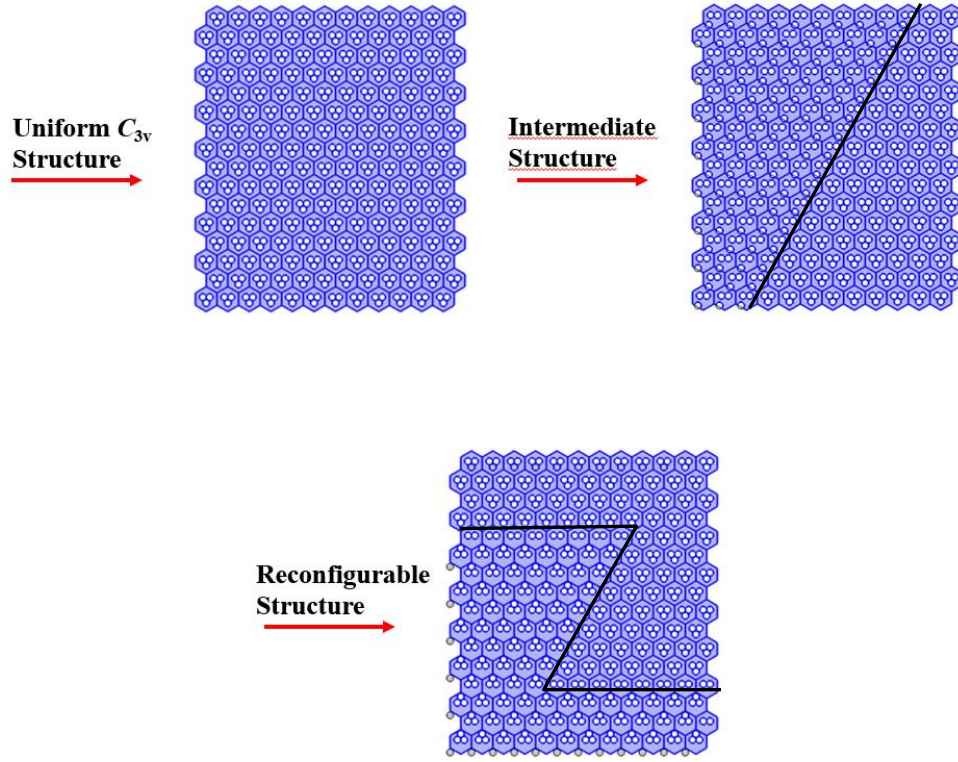 Uniform C3v
Structure
Intermediate
Structure
Reconfigurable
Structure